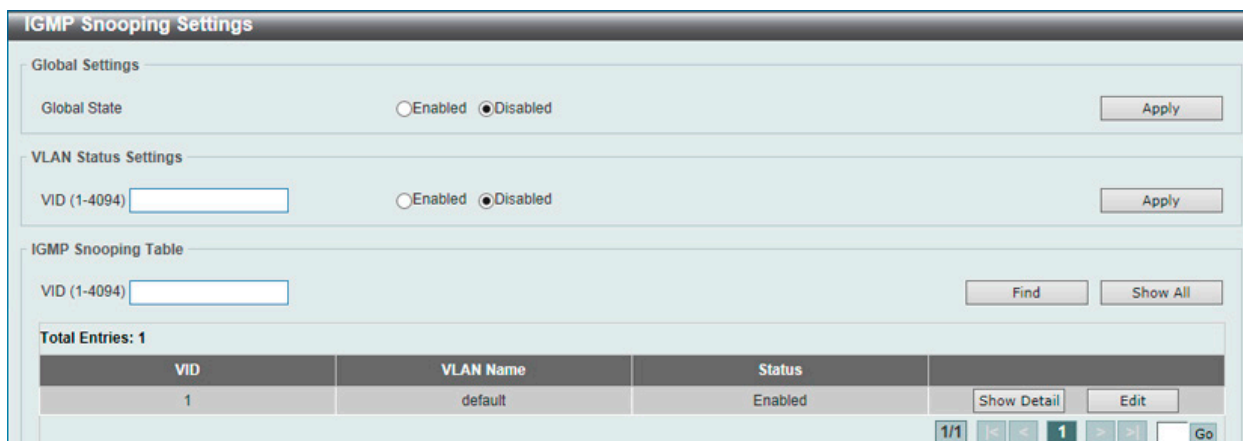 IGMP Snooping Settings
Global Settings
Global State Enabled Disabled Apply
VLAN Status Settings
VID (1-4094) Enabled Disabled Apply
IGMP Snooping Table
VID (1-4094) Find Show All
Total Entries: 1
VID VLAN Name Status
1 default Enabled Show Detail Edit
1/1 |< < 1 > >| Go